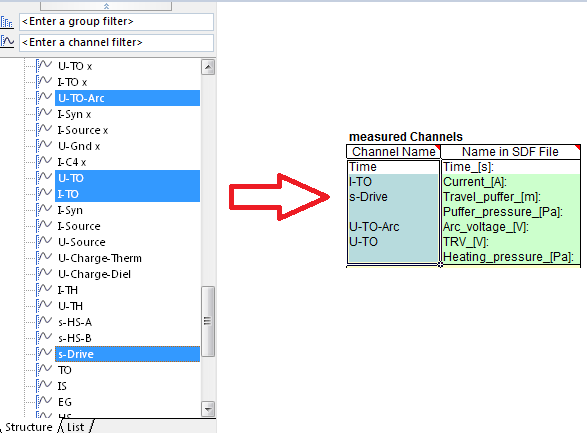 <Enter a group filter>
<Enter a channel filter>
U-TO x
I-TO x
U-TO-Arc
I-Syn x
I-Source x
U-Gnd x
I-C4 x
U-TO
I-TO
I-Syn
I-Source
U-Source
U-Charge-Therm
U-Charge-Diel
I-TH
U-TH
s-HS-A
s-HS-B
s-Drive
TO
IS
EG
HS
Structure List
measured Channels
Channel Name Name in SDF File
Time Time_[s]:
I-TO Current_[A]:
s-Drive Travel_puffer_[m]:
Puffer_pressure_[Pa]:
U-TO-Arc Arc_voltage_[V]:
U-TO TRV_[V]:
Heating_pressure_[Pa]: